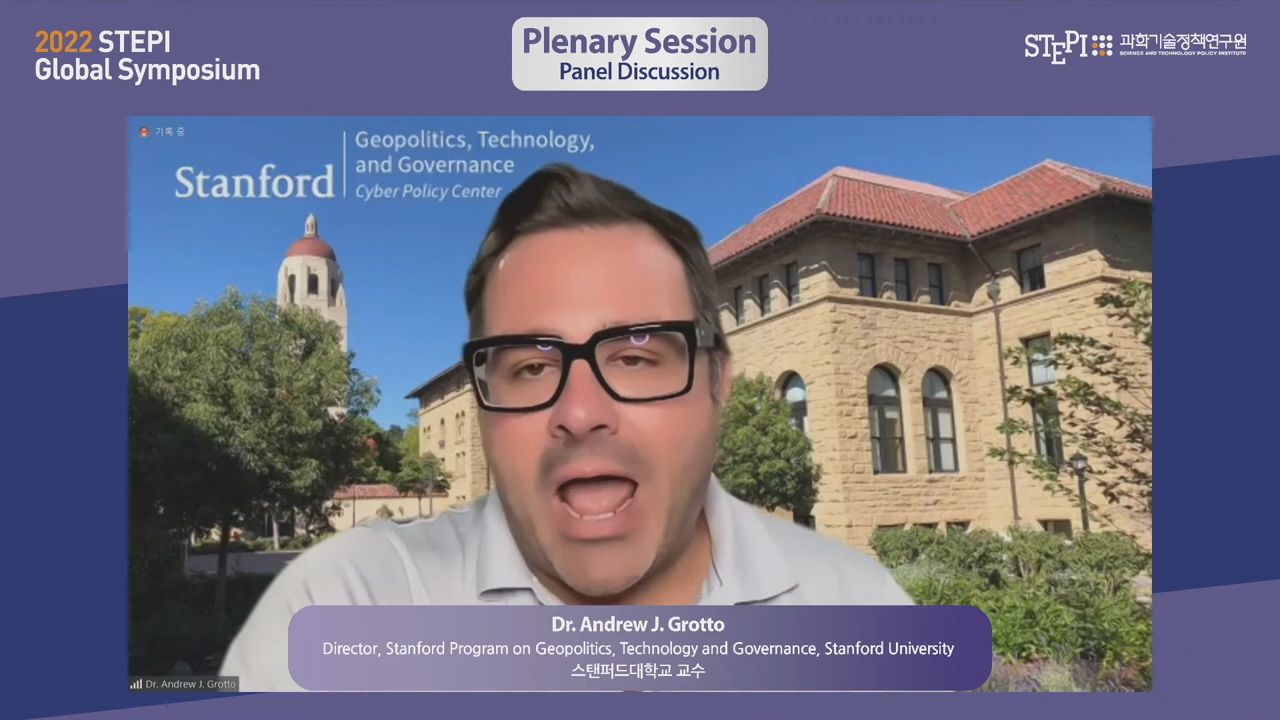 2022 STEPI
Global Symposium
Plenary Session
Panel Discussion
STEPI
과학기술정책연구원
SCIENCE AND TECHNOLOGY POLICY INSTITUTE
기록 중
Stanford
Geopolitics, Technology,
and Governance
Cyber Policy Center
Dr. Andrew J. Grotto
Director, Stanford Program on Geopolitics, Technology and Governance, Stanford University
스탠퍼드대학교 교수
Dr. Andrew J. Grotto